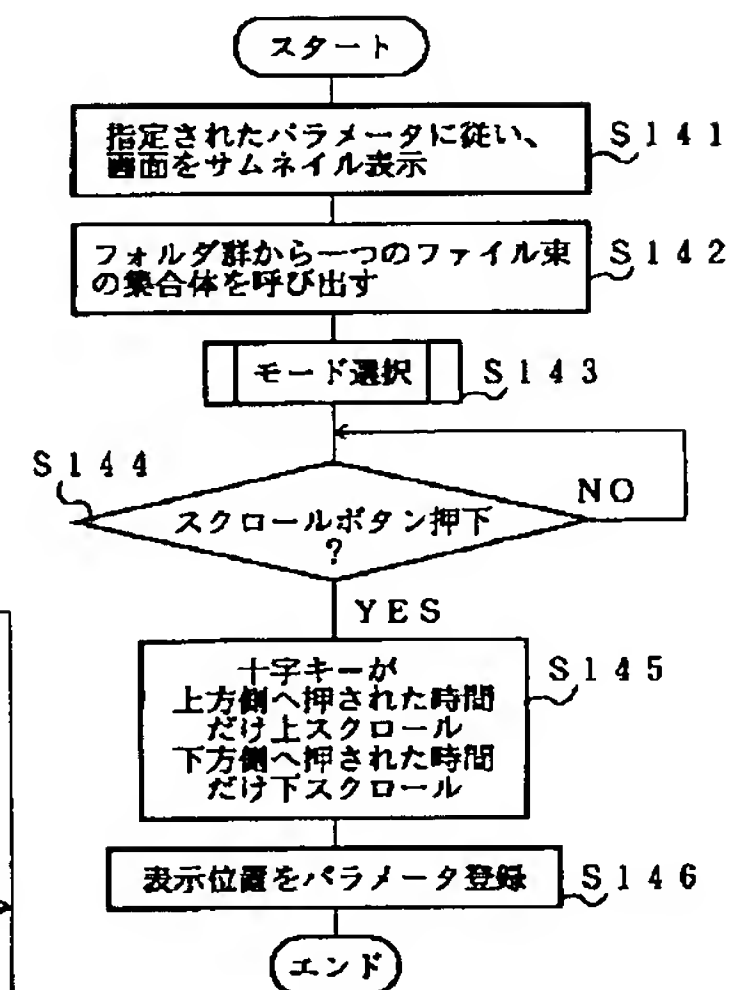 スタート
指定されたパラメータに従い、
画面をサムネイル表示
S141
フォルダ群から一つのファイル束
の集合体を呼び出す
S142
モード選択
S143
S144
スクロールボタン押下
?
NO
YES
十字キーが
上方側へ押された時間
だけ上スクロール
下方側へ押された時間
だけ下スクロール
S145
表示位置をパラメータ登録
S146
エンド